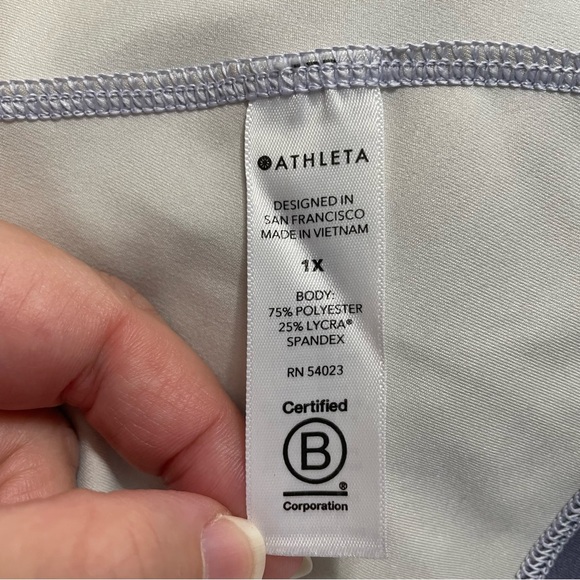 ATHLETA
DESIGNED IN
SAN FRANCISCO
MADE IN VIETNAM
1X
BODY:
75% POLYESTER
25% LYCRA®
SPANDEX
RN 54023
Certified
B
®
Corporation